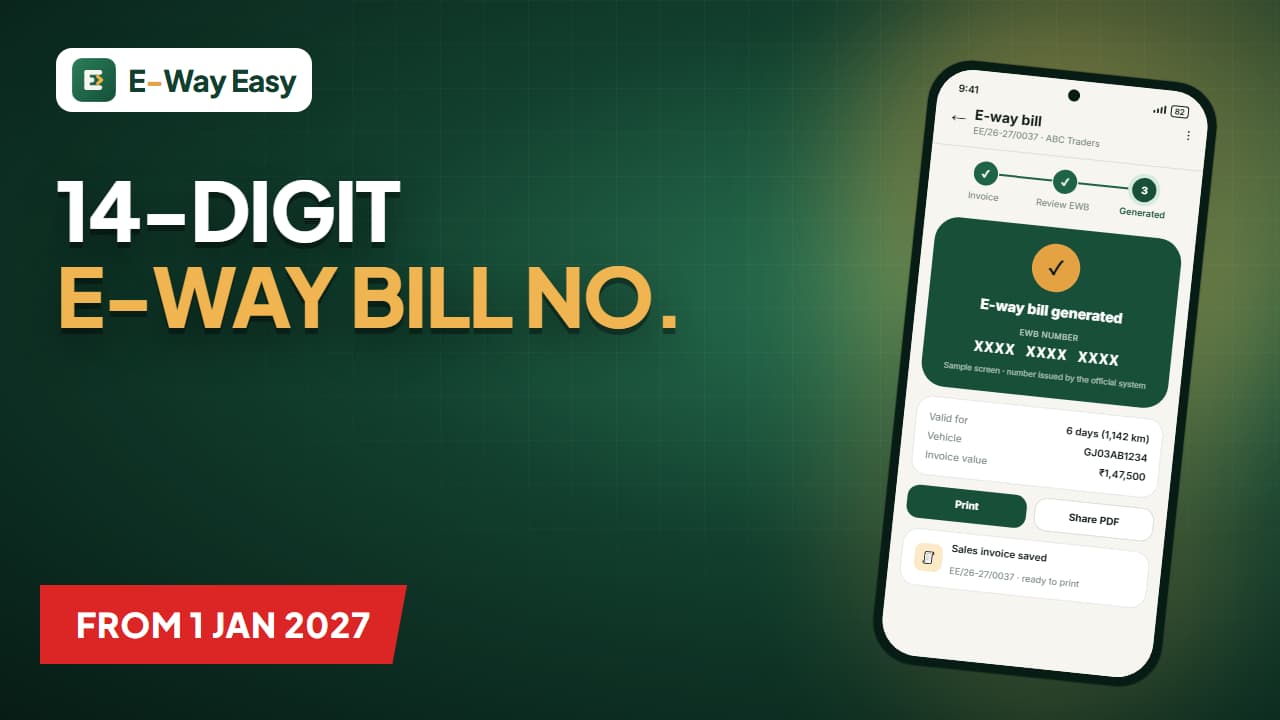 E-Way Easy
14-DIGIT
E-WAY BILL NO.
FROM 1 JAN 2027
9:41
82
← E-way bill
EE/26-27/0037 · ABC Traders
✓ ✓ 3
Invoice Review EWB Generated
✓
E-way bill generated
EWB NUMBER
XXXX XXXX XXXX
Sample screen · number issued by the official system
Valid for 6 days (1,142 km)
Vehicle GJ03AB1234
Invoice value ₹1,47,500
Print Share PDF
Sales invoice saved
EE/26-27/0037 · ready to print